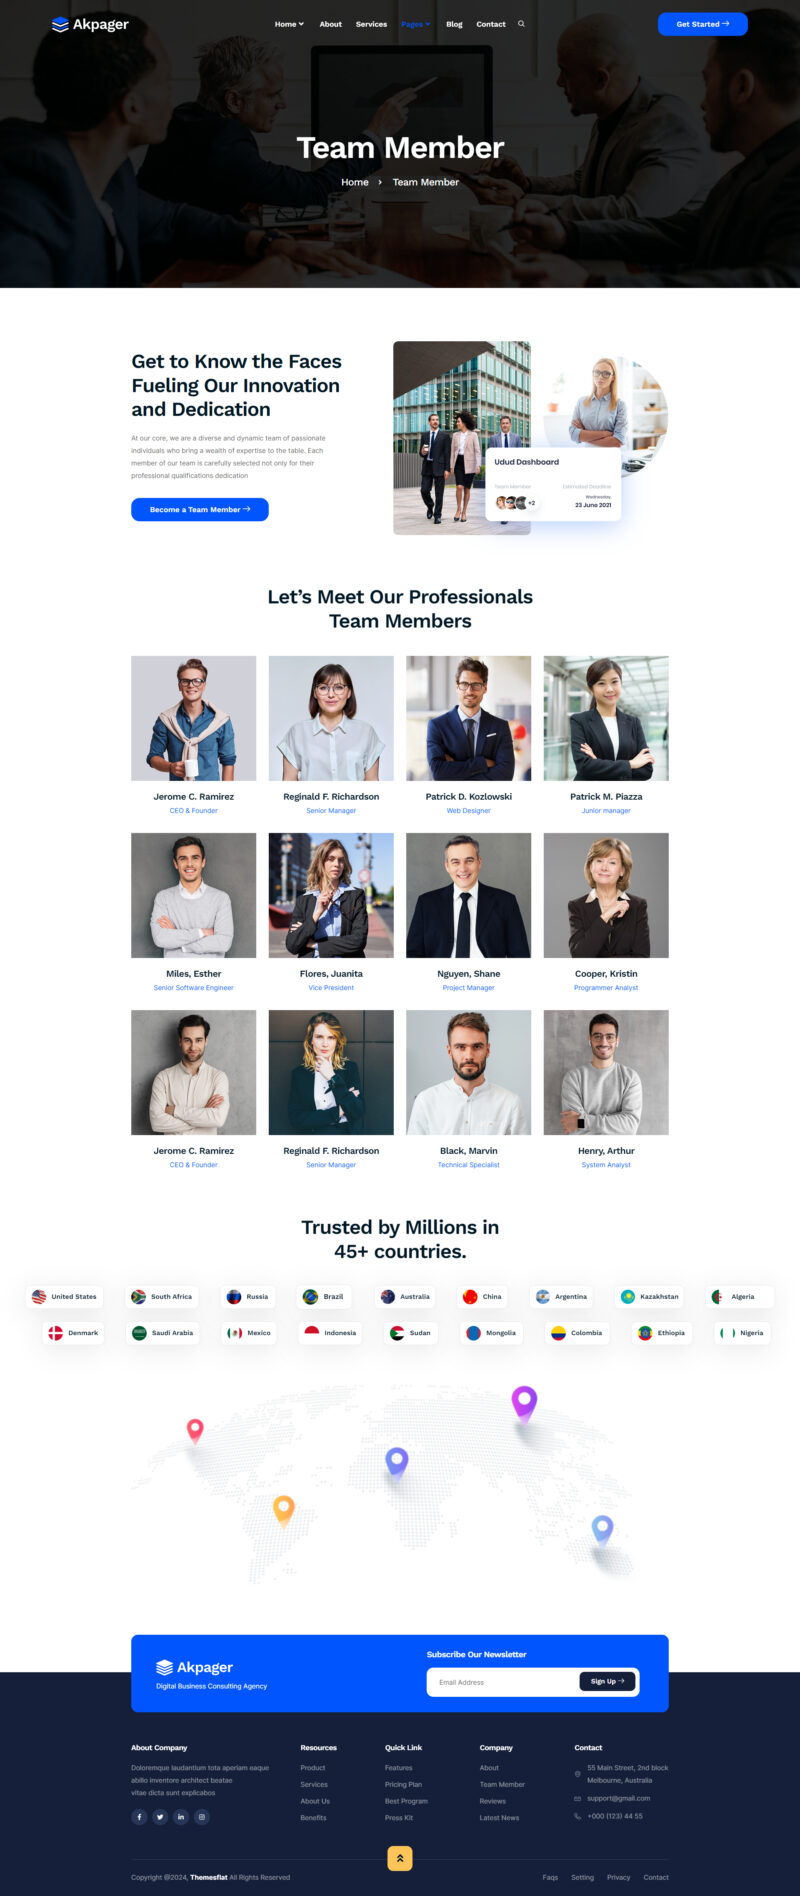 Akpager
Home
About
Services
Pages
Blog
Contact
Get Started
Team Member
Home
Team Member
Get to Know the Faces
Fueling Our Innovation
and Dedication
At our core, we are a diverse and dynamic team of passionate
individuals who bring a wealth of expertise to the table. Each
member of our team is carefully selected not only for their
professional qualifications dedication
Become a Team Member
Udud Dashboard
Team Member
Estimated Deadline
+2
Wednesday,
23 June 2021
Let's Meet Our Professionals
Team Members
Jerome C. Ramirez
CEO & Founder
Reginald F. Richardson
Senior Manager
Patrick D. Kozlowski
Web Designer
Patrick M. Piazza
Junior manager
Miles, Esther
Senior Software Engineer
Flores, Juanita
Vice President
Nguyen, Shane
Project Manager
Cooper, Kristin
Programmer Analyst
Jerome C. Ramirez
CEO & Founder
Reginald F. Richardson
Senior Manager
Black, Marvin
Technical Specialist
Henry, Arthur
System Analyst
Trusted by Millions in
45+ countries.
United States
South Africa
Russia
Brazil
Australia
China
Argentina
Kazakhstan
Algeria
Denmark
Saudi Arabia
Mexico
Indonesia
Sudan
Mongolia
Colombia
Ethiopia
Nigeria
Akpager
Digital Business Consulting Agency
Subscribe Our Newsletter
Email Address
Sign Up
About Company
Doloremque laudantium tota aperiam eaque
abillo inventore architect beatae
vitae dicta sunt explicabos
Resources
Product
Services
About Us
Benefits
Quick Link
Features
Pricing Plan
Best Program
Press Kit
Company
About
Team Member
Reviews
Latest News
Contact
55 Main Street, 2nd block
Melbourne, Australia
support@gmail.com
+000 (123) 44 55
Copyright @2024, Themesflat All Rights Reserved
Faqs
Setting
Privacy
Contact